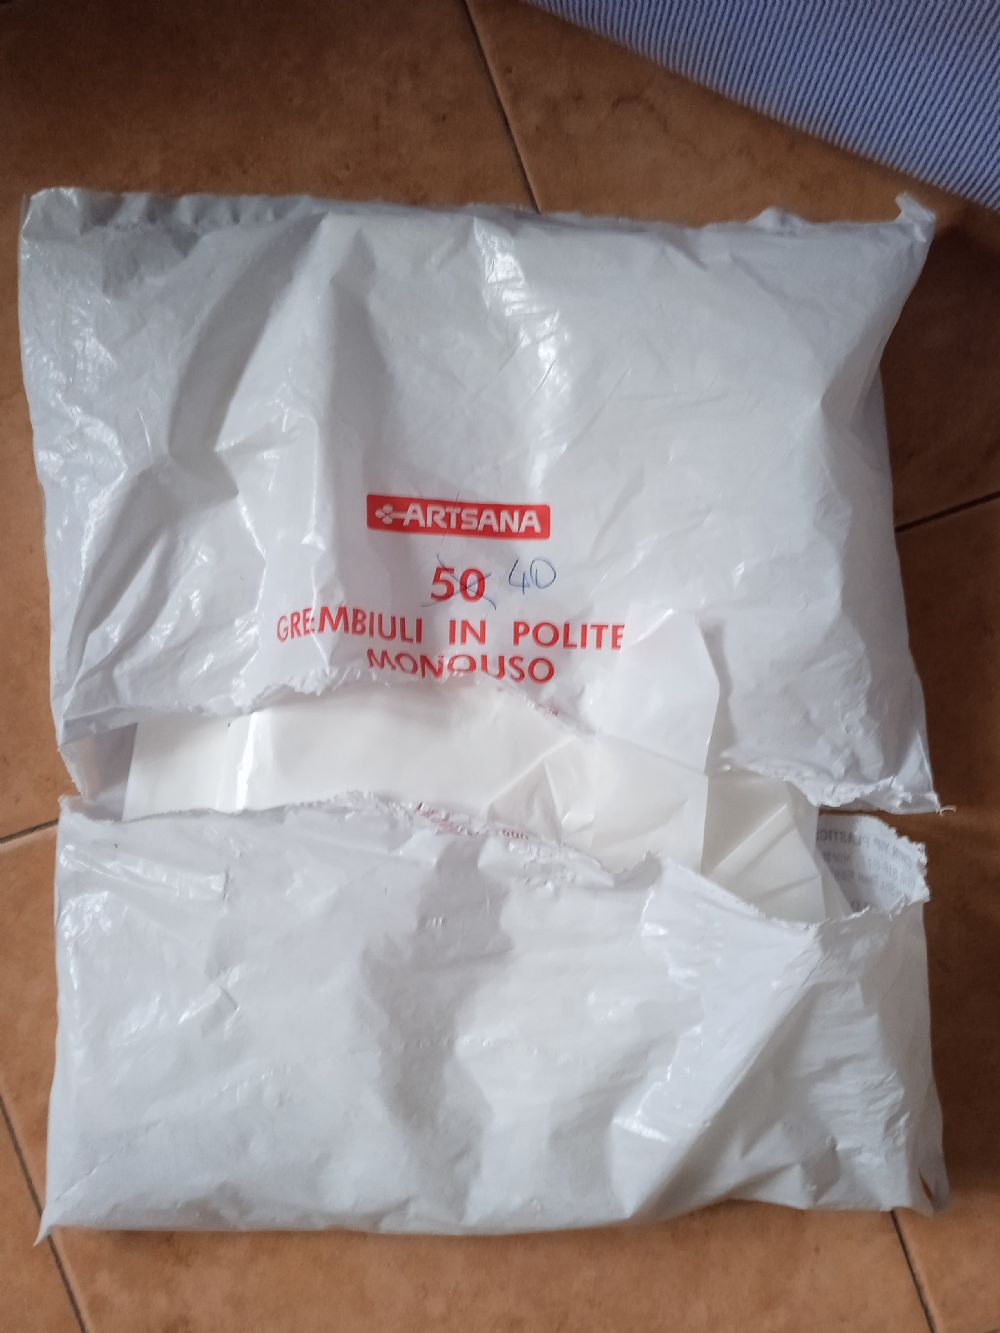 ARTSANA
50 40
GREMBIULI IN POLITE
MONOUSO